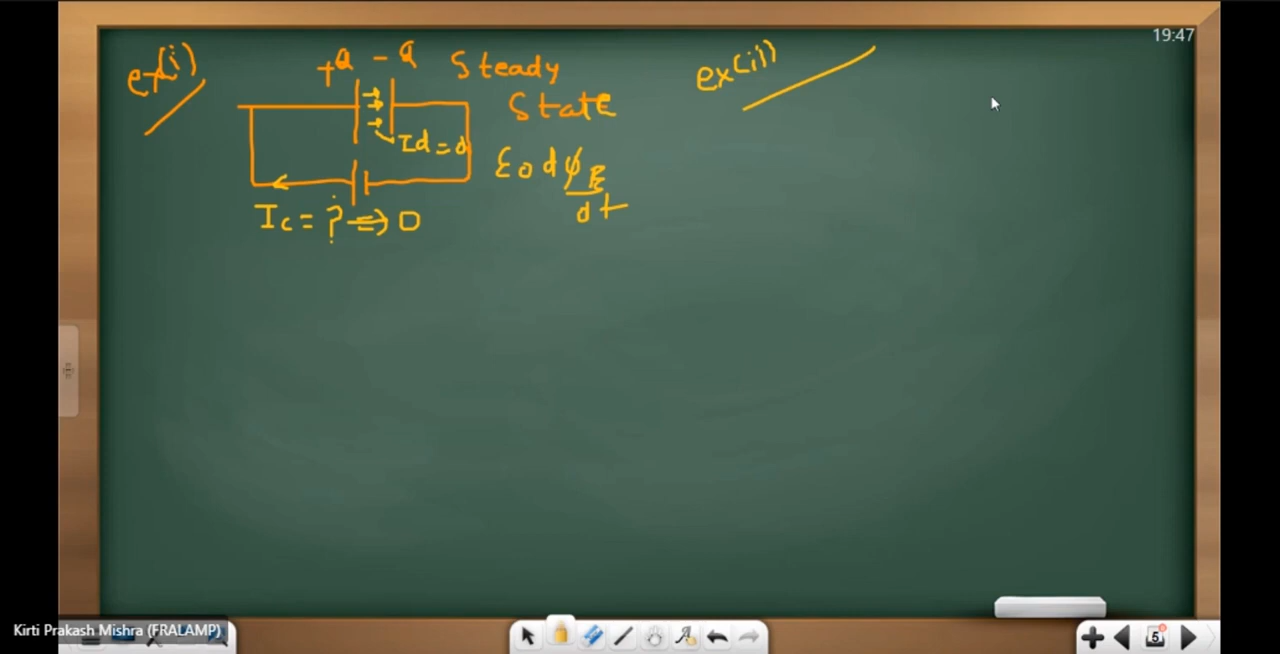 19:47
ex(i)
+Q -Q Steady
State
Id=0
ε0 dφE
dt
Ic = ? ⇒ 0
ex(ii)
Kirti Prakash Mishra (FRALAMP)
5